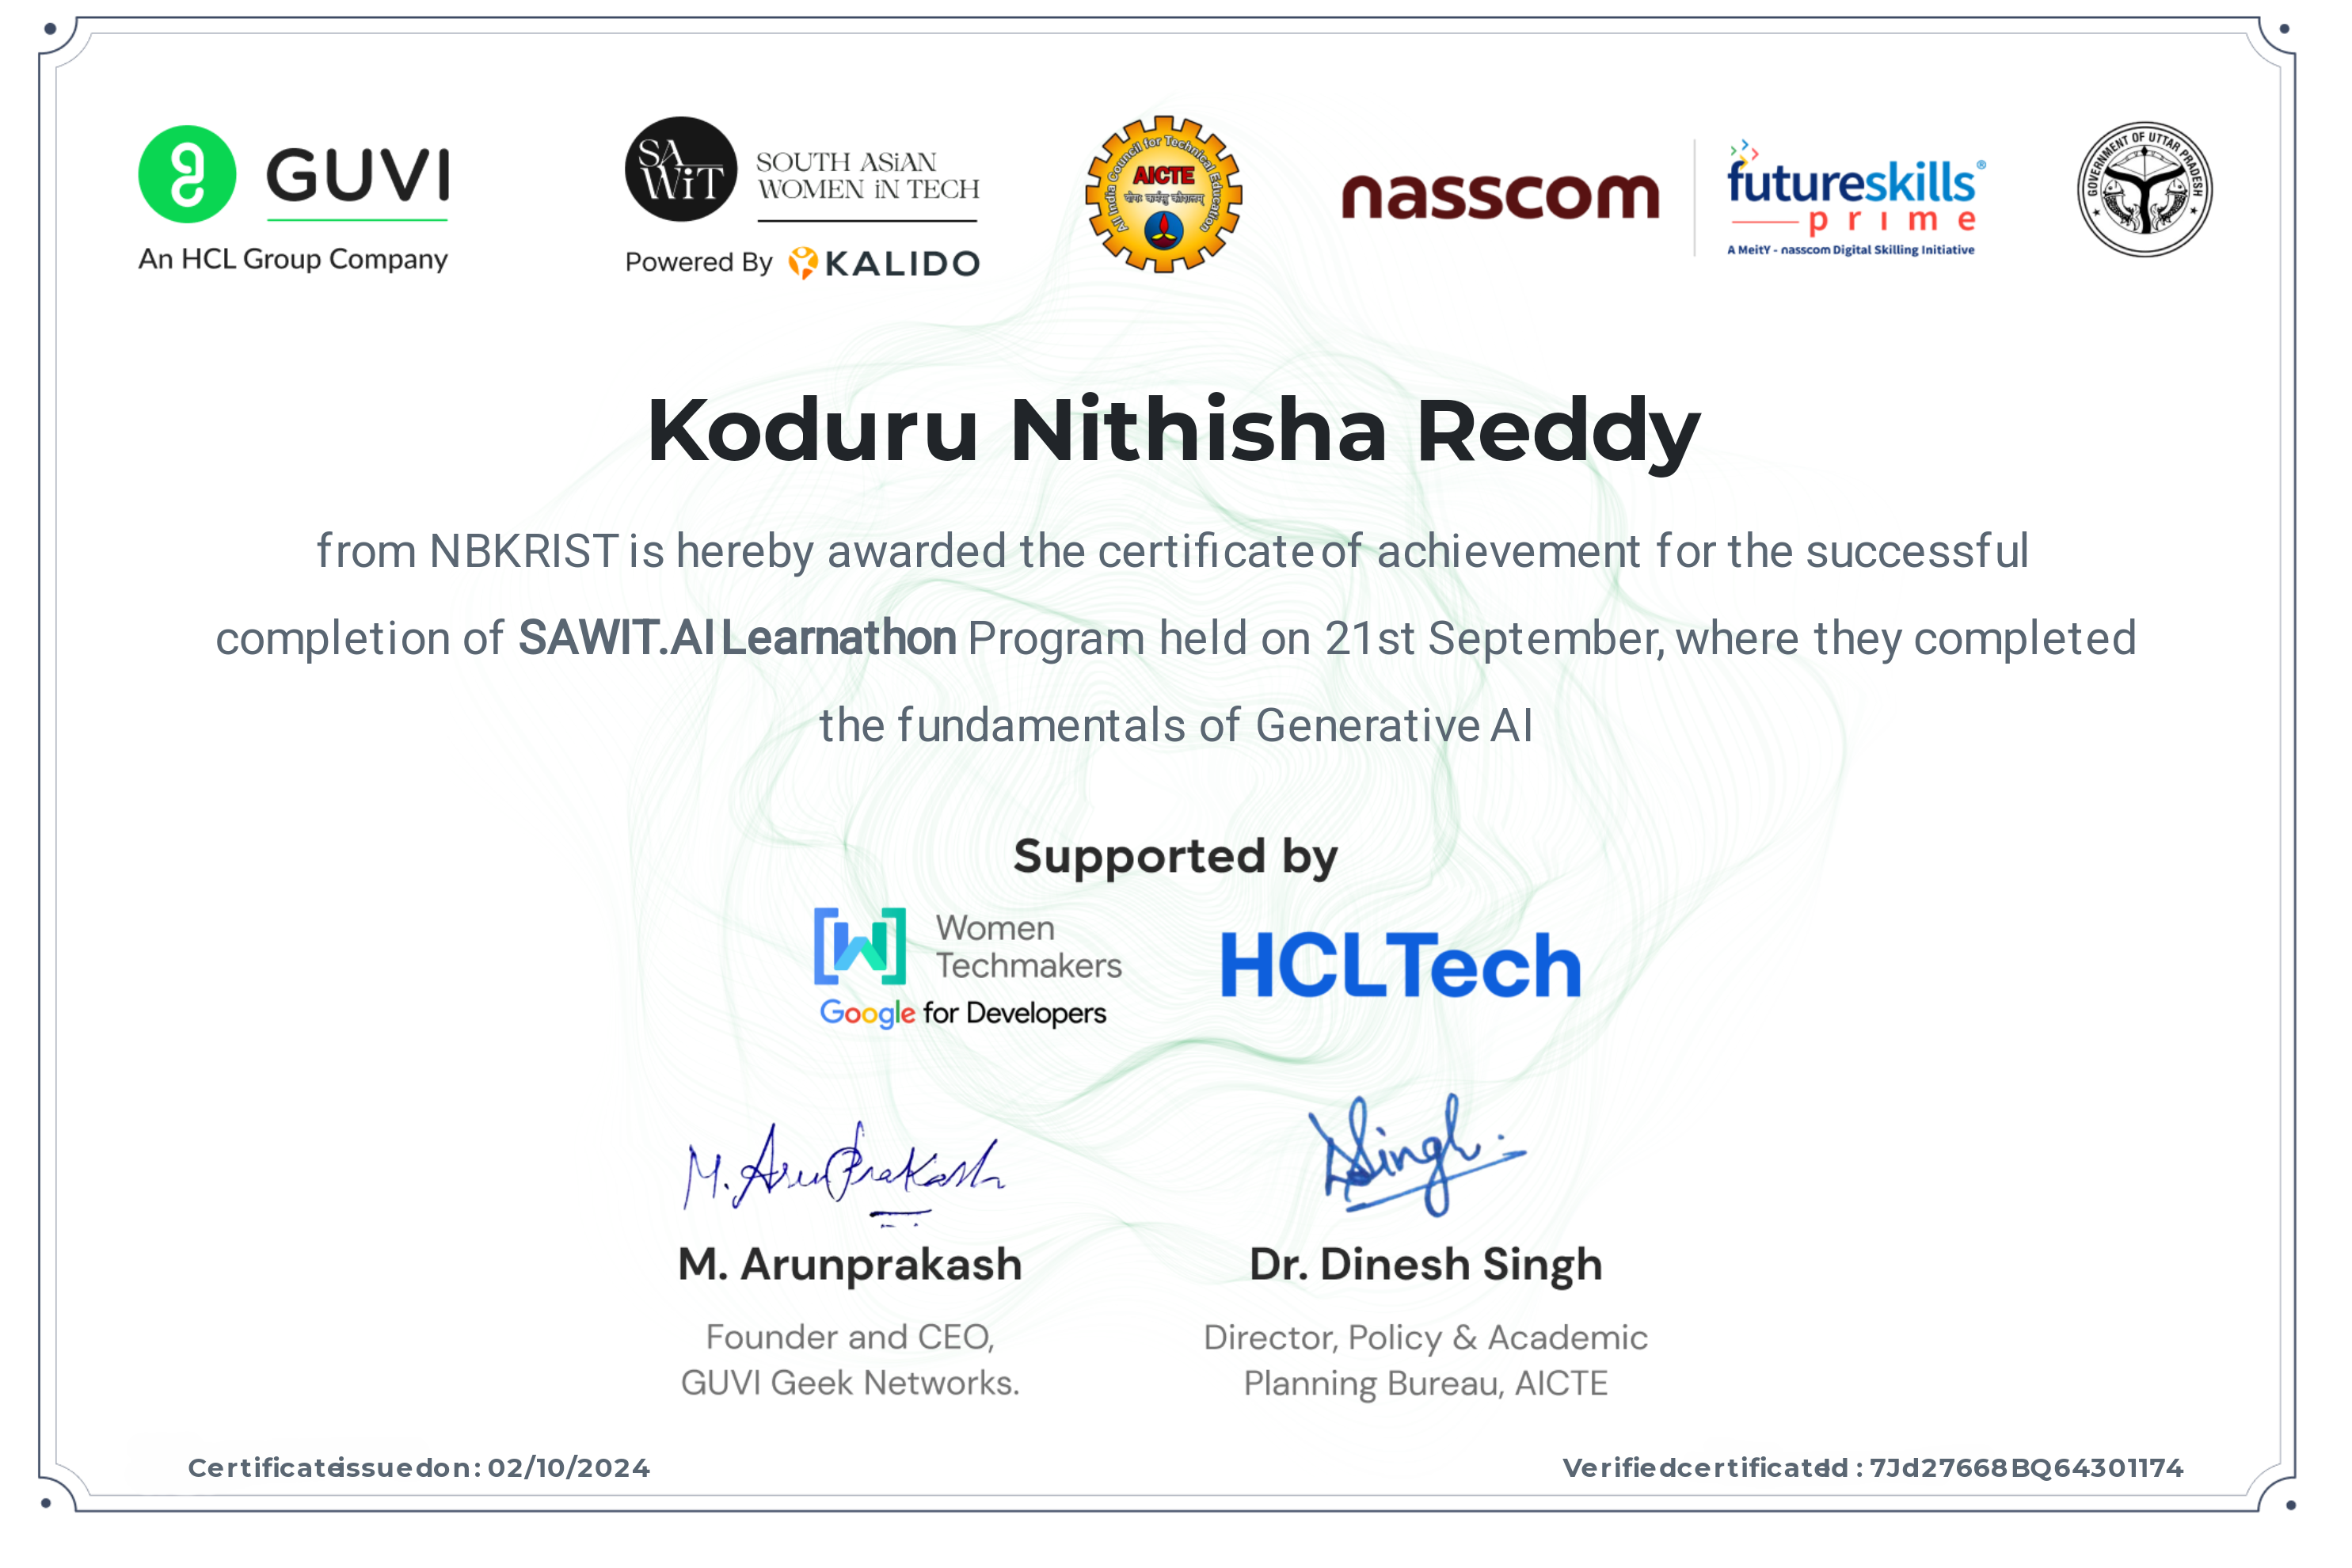 GUVI
An HCL Group Company
SAWiT
SOUTH ASiAN
WOMEN iN TECH
Powered By KALIDO
All India Council for Technical Education
AICTE
योगः कर्मसु कौशलम्
nasscom
futureskills®
prime
A MeitY - nasscom Digital Skilling Initiative
GOVERNMENT OF UTTAR PRADESH
Koduru Nithisha Reddy
from NBKRIST is hereby awarded the certificate of achievement for the successful
completion of SAWIT.AI Learnathon Program held on 21st September, where they completed
the fundamentals of Generative AI
Supported by
Women
Techmakers
Google for Developers
HCLTech
M. ArunPrakash
DSingh
M. Arunprakash
Founder and CEO,
GUVI Geek Networks.
Dr. Dinesh Singh
Director, Policy & Academic
Planning Bureau, AICTE
Certificate issued on : 02/10/2024
Verified certificate Id : 7Jd27668BQ64301174